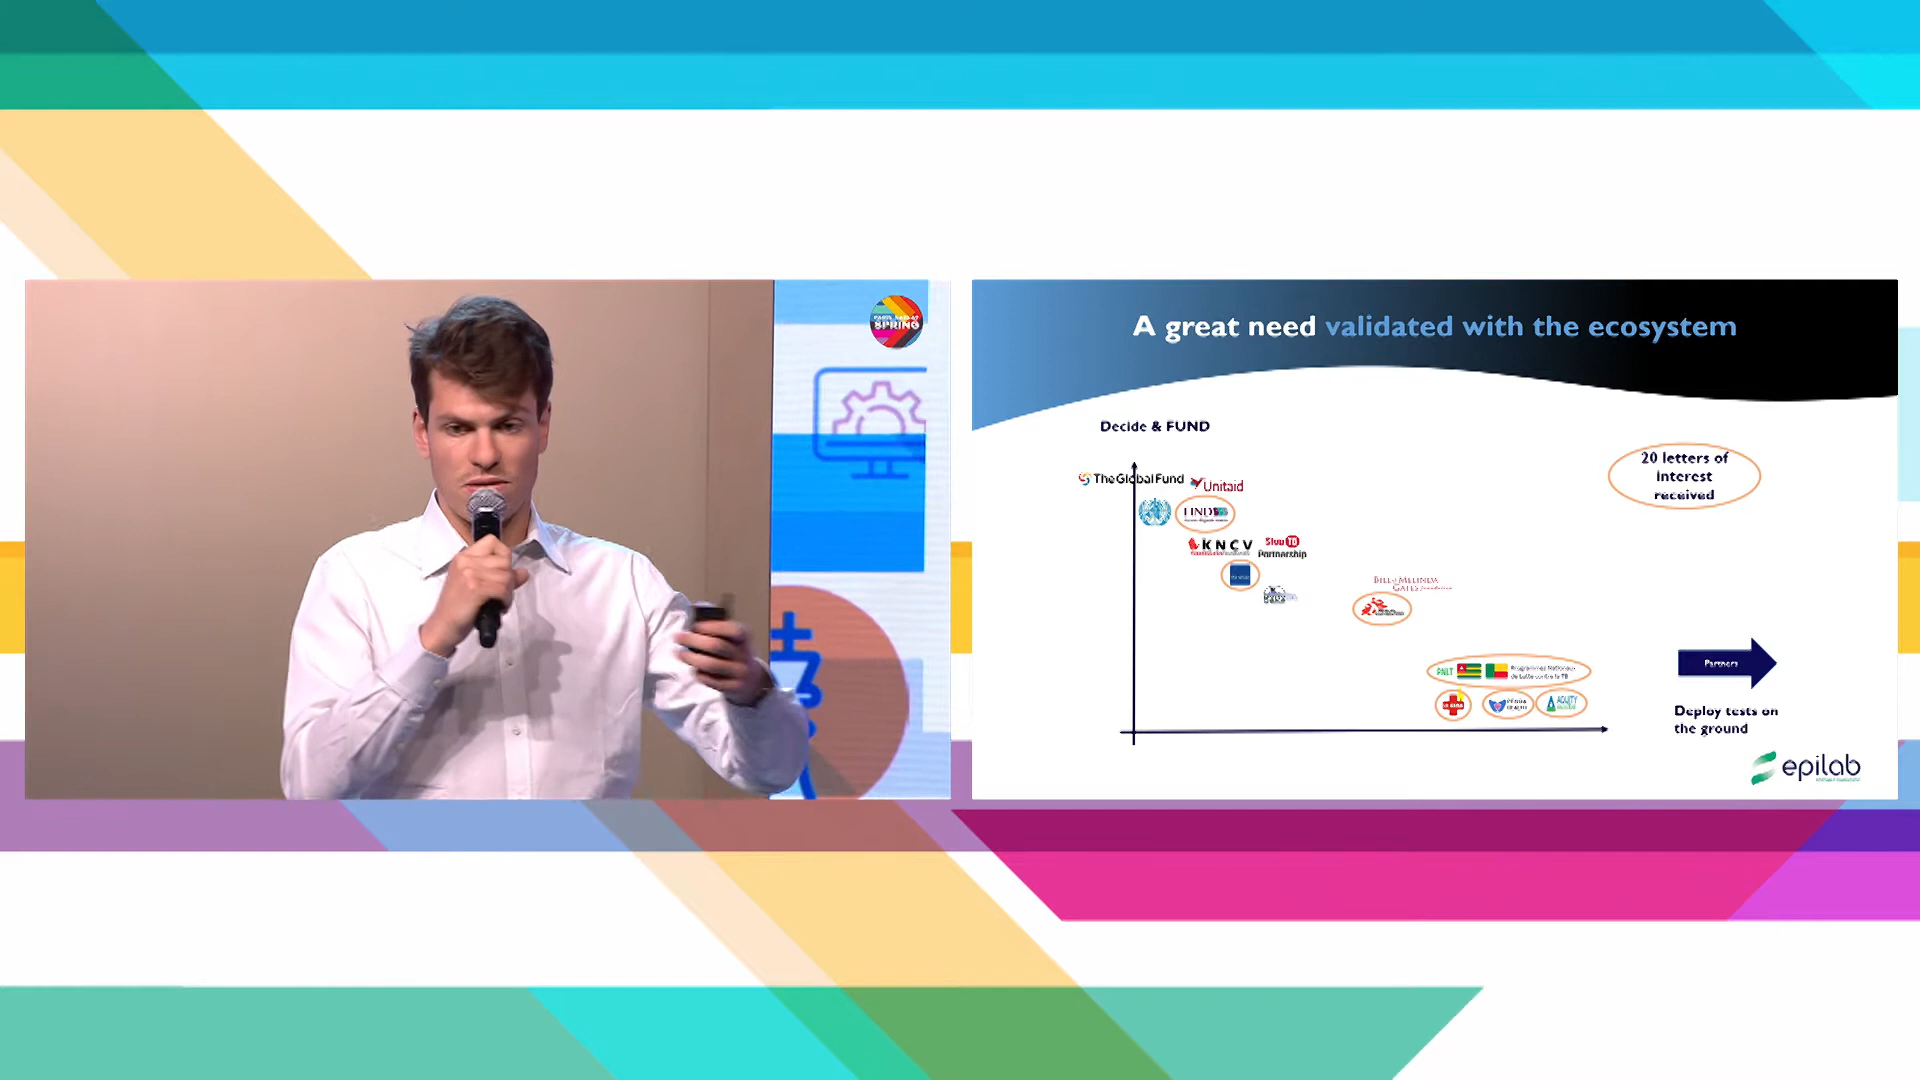 SPRING
A great need validated with the ecosystem
Decide & FUND
20 letters of
interest
received
The Global Fund
Unitaid
FIND
KNCV
Stop TB
Partnership
BILL & MELINDA
GATES foundation
PNLT
Programmes Nationaux
de Lutte contre la TB
ACUITY
Partners
Deploy tests on
the ground
epilab